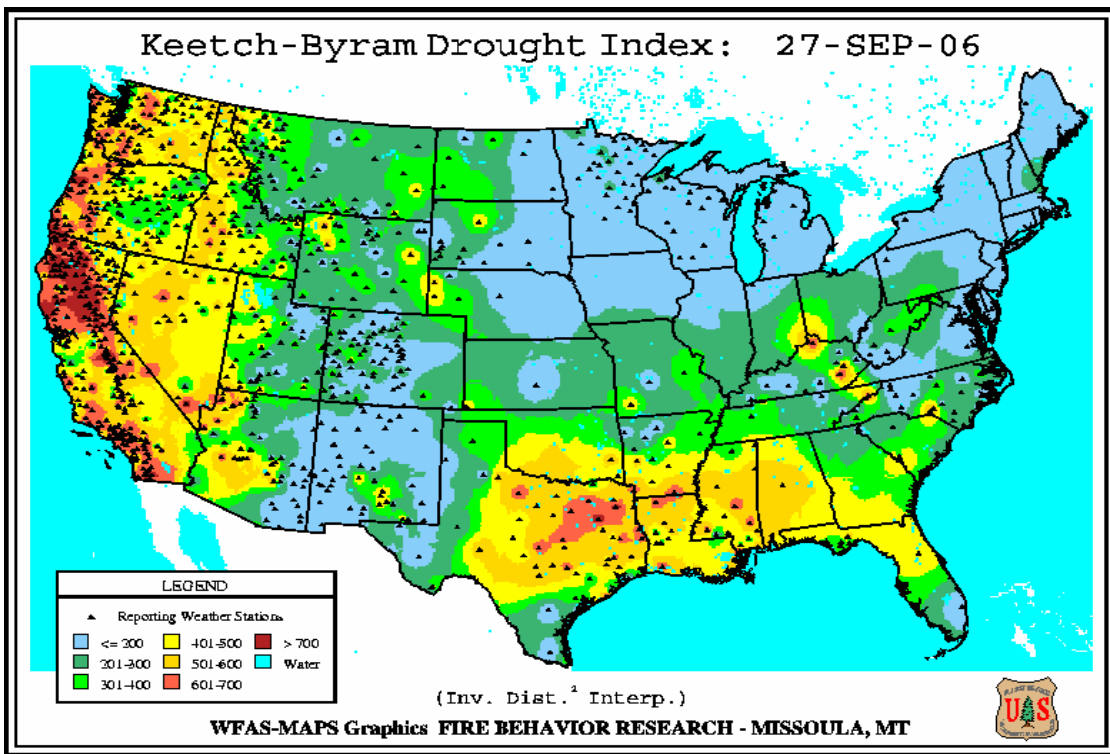 Keetch-Byram Drought Index: 27-SEP-06
LEGEND
Reporting Weather Stations
<= 200 401-500 > 700
201-300 501-600 Water
301-400 601-700
(Inv. Dist.² Interp.)
WFAS-MAPS Graphics FIRE BEHAVIOR RESEARCH - MISSOULA, MT
U S